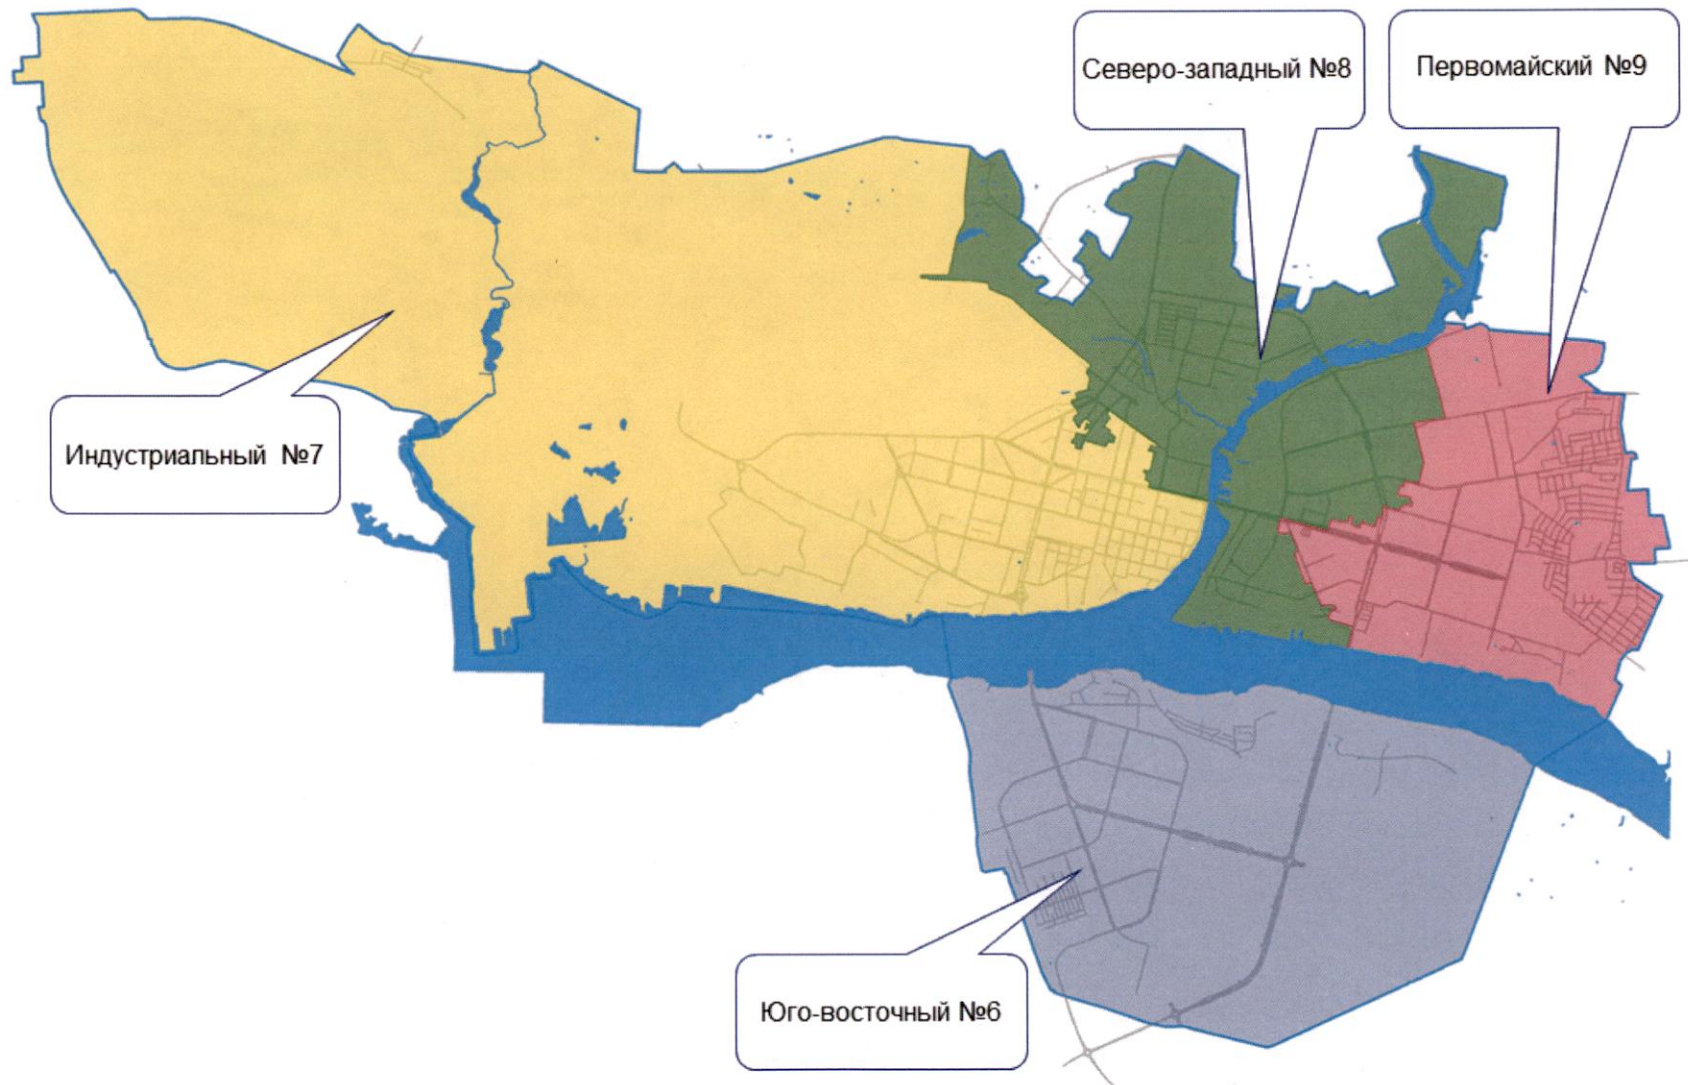 Северо-западный №8
Первомайский №9
Индустриальный №7
Юго-восточный №6